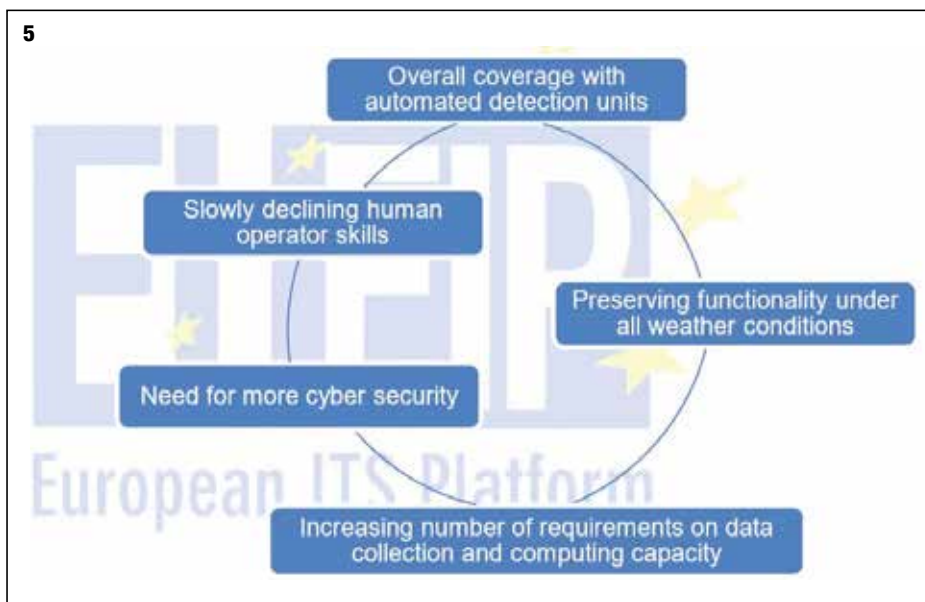 5
Overall coverage with
automated detection units
Slowly declining human
operator skills
Preserving functionality under
all weather conditions
Need for more cyber security
Increasing number of requirements on data
collection and computing capacity
EITP
European ITS Platform